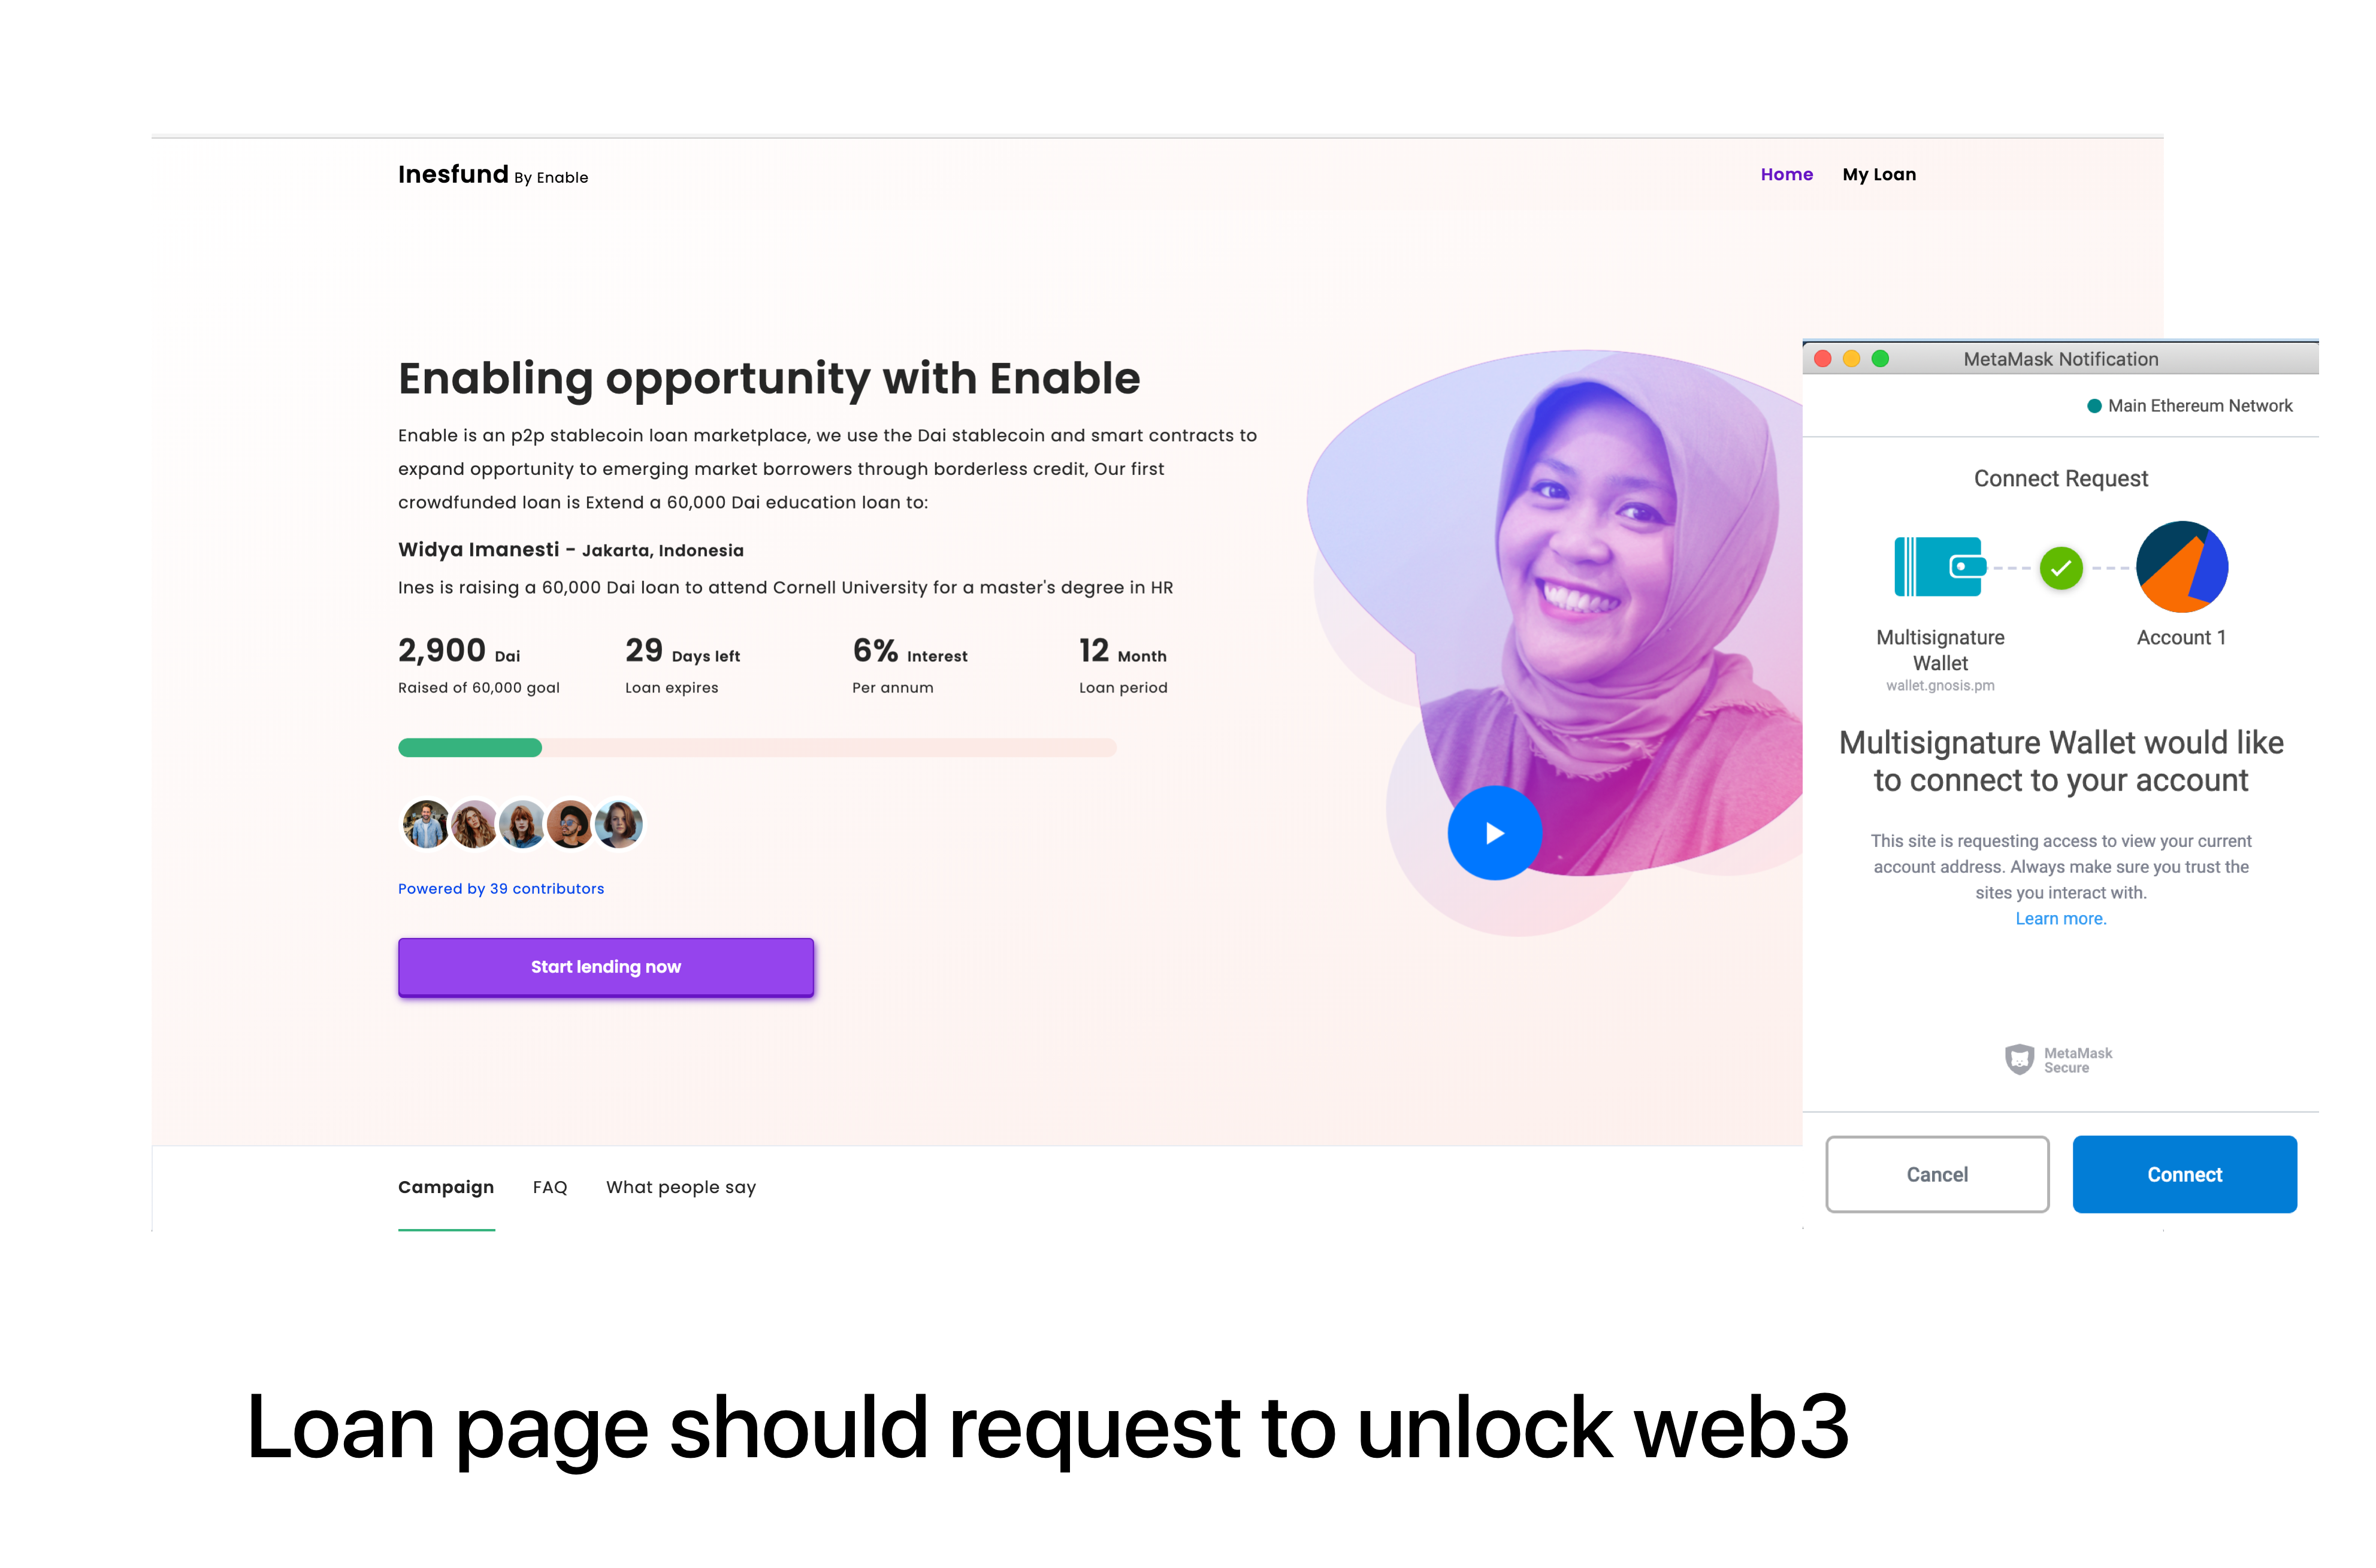 Inesfund By Enable
Home My Loan
Enabling opportunity with Enable
Enable is an p2p stablecoin loan marketplace, we use the Dai stablecoin and smart contracts to
expand opportunity to emerging market borrowers through borderless credit, Our first
crowdfunded loan is Extend a 60,000 Dai education loan to:
Widya Imanesti - Jakarta, Indonesia
Ines is raising a 60,000 Dai loan to attend Cornell University for a master's degree in HR
2,900 Dai
Raised of 60,000 goal
29 Days left
Loan expires
6% Interest
Per annum
12 Month
Loan period
Powered by 39 contributors
Start lending now
Campaign FAQ What people say
MetaMask Notification
Main Ethereum Network
Connect Request
Multisignature
Wallet
wallet.gnosis.pm
Account 1
Multisignature Wallet would like
to connect to your account
This site is requesting access to view your current
account address. Always make sure you trust the
sites you interact with.
Learn more.
MetaMask
Secure
Cancel Connect
Loan page should request to unlock web3